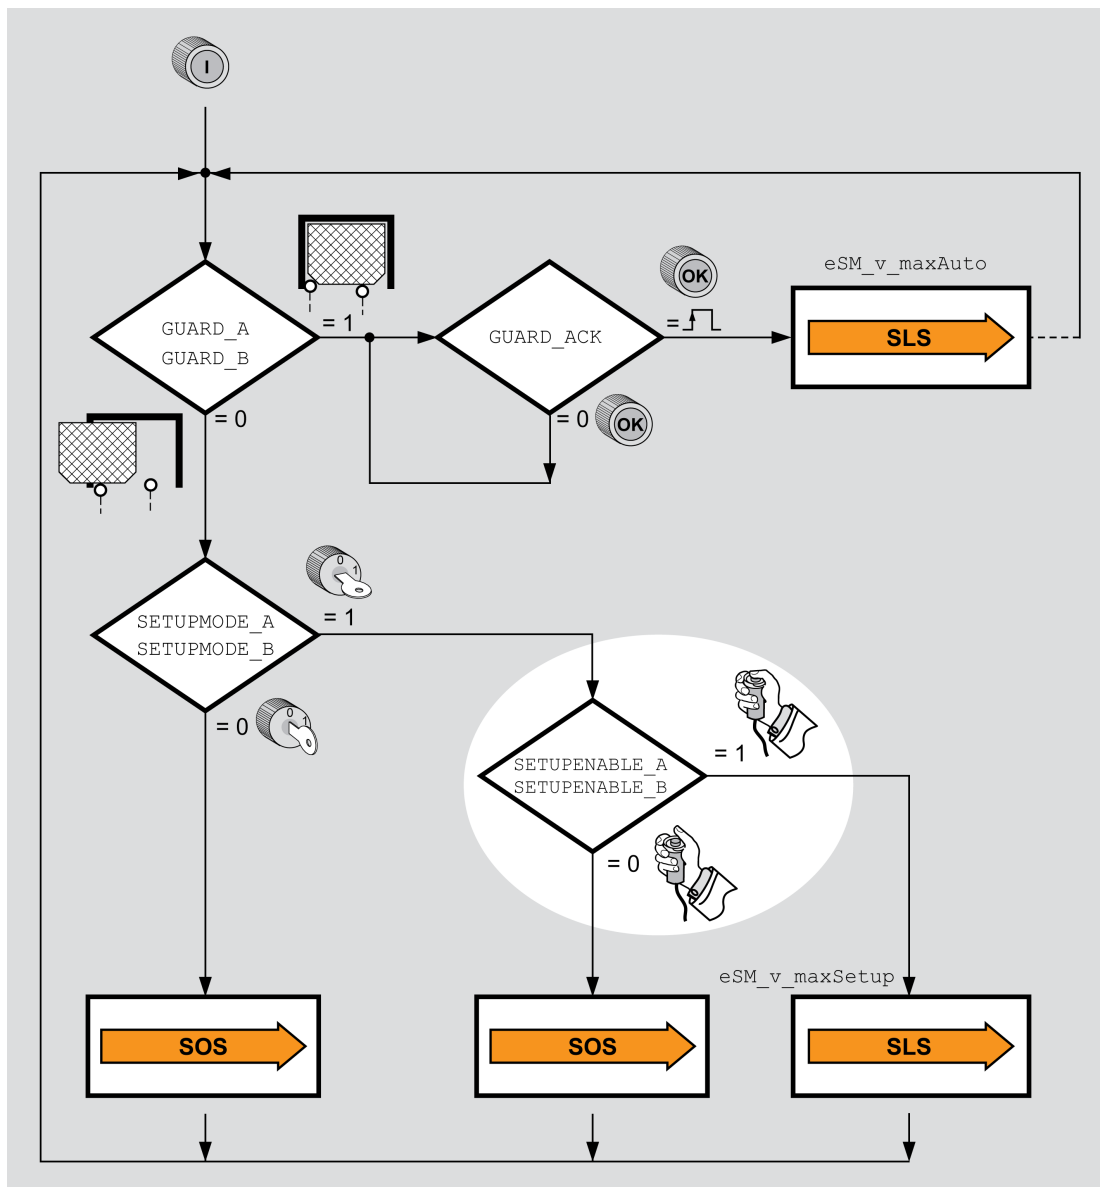 I
eSM_v_maxAuto
OK
GUARD_A
GUARD_B
= 1
GUARD_ACK
=
SLS
= 0
= 0
OK
0
1
SETUPMODE_A
SETUPMODE_B
= 1
= 0
0
1
SETUPENABLE_A
SETUPENABLE_B
= 1
= 0
eSM_v_maxSetup
SOS
SOS
SLS